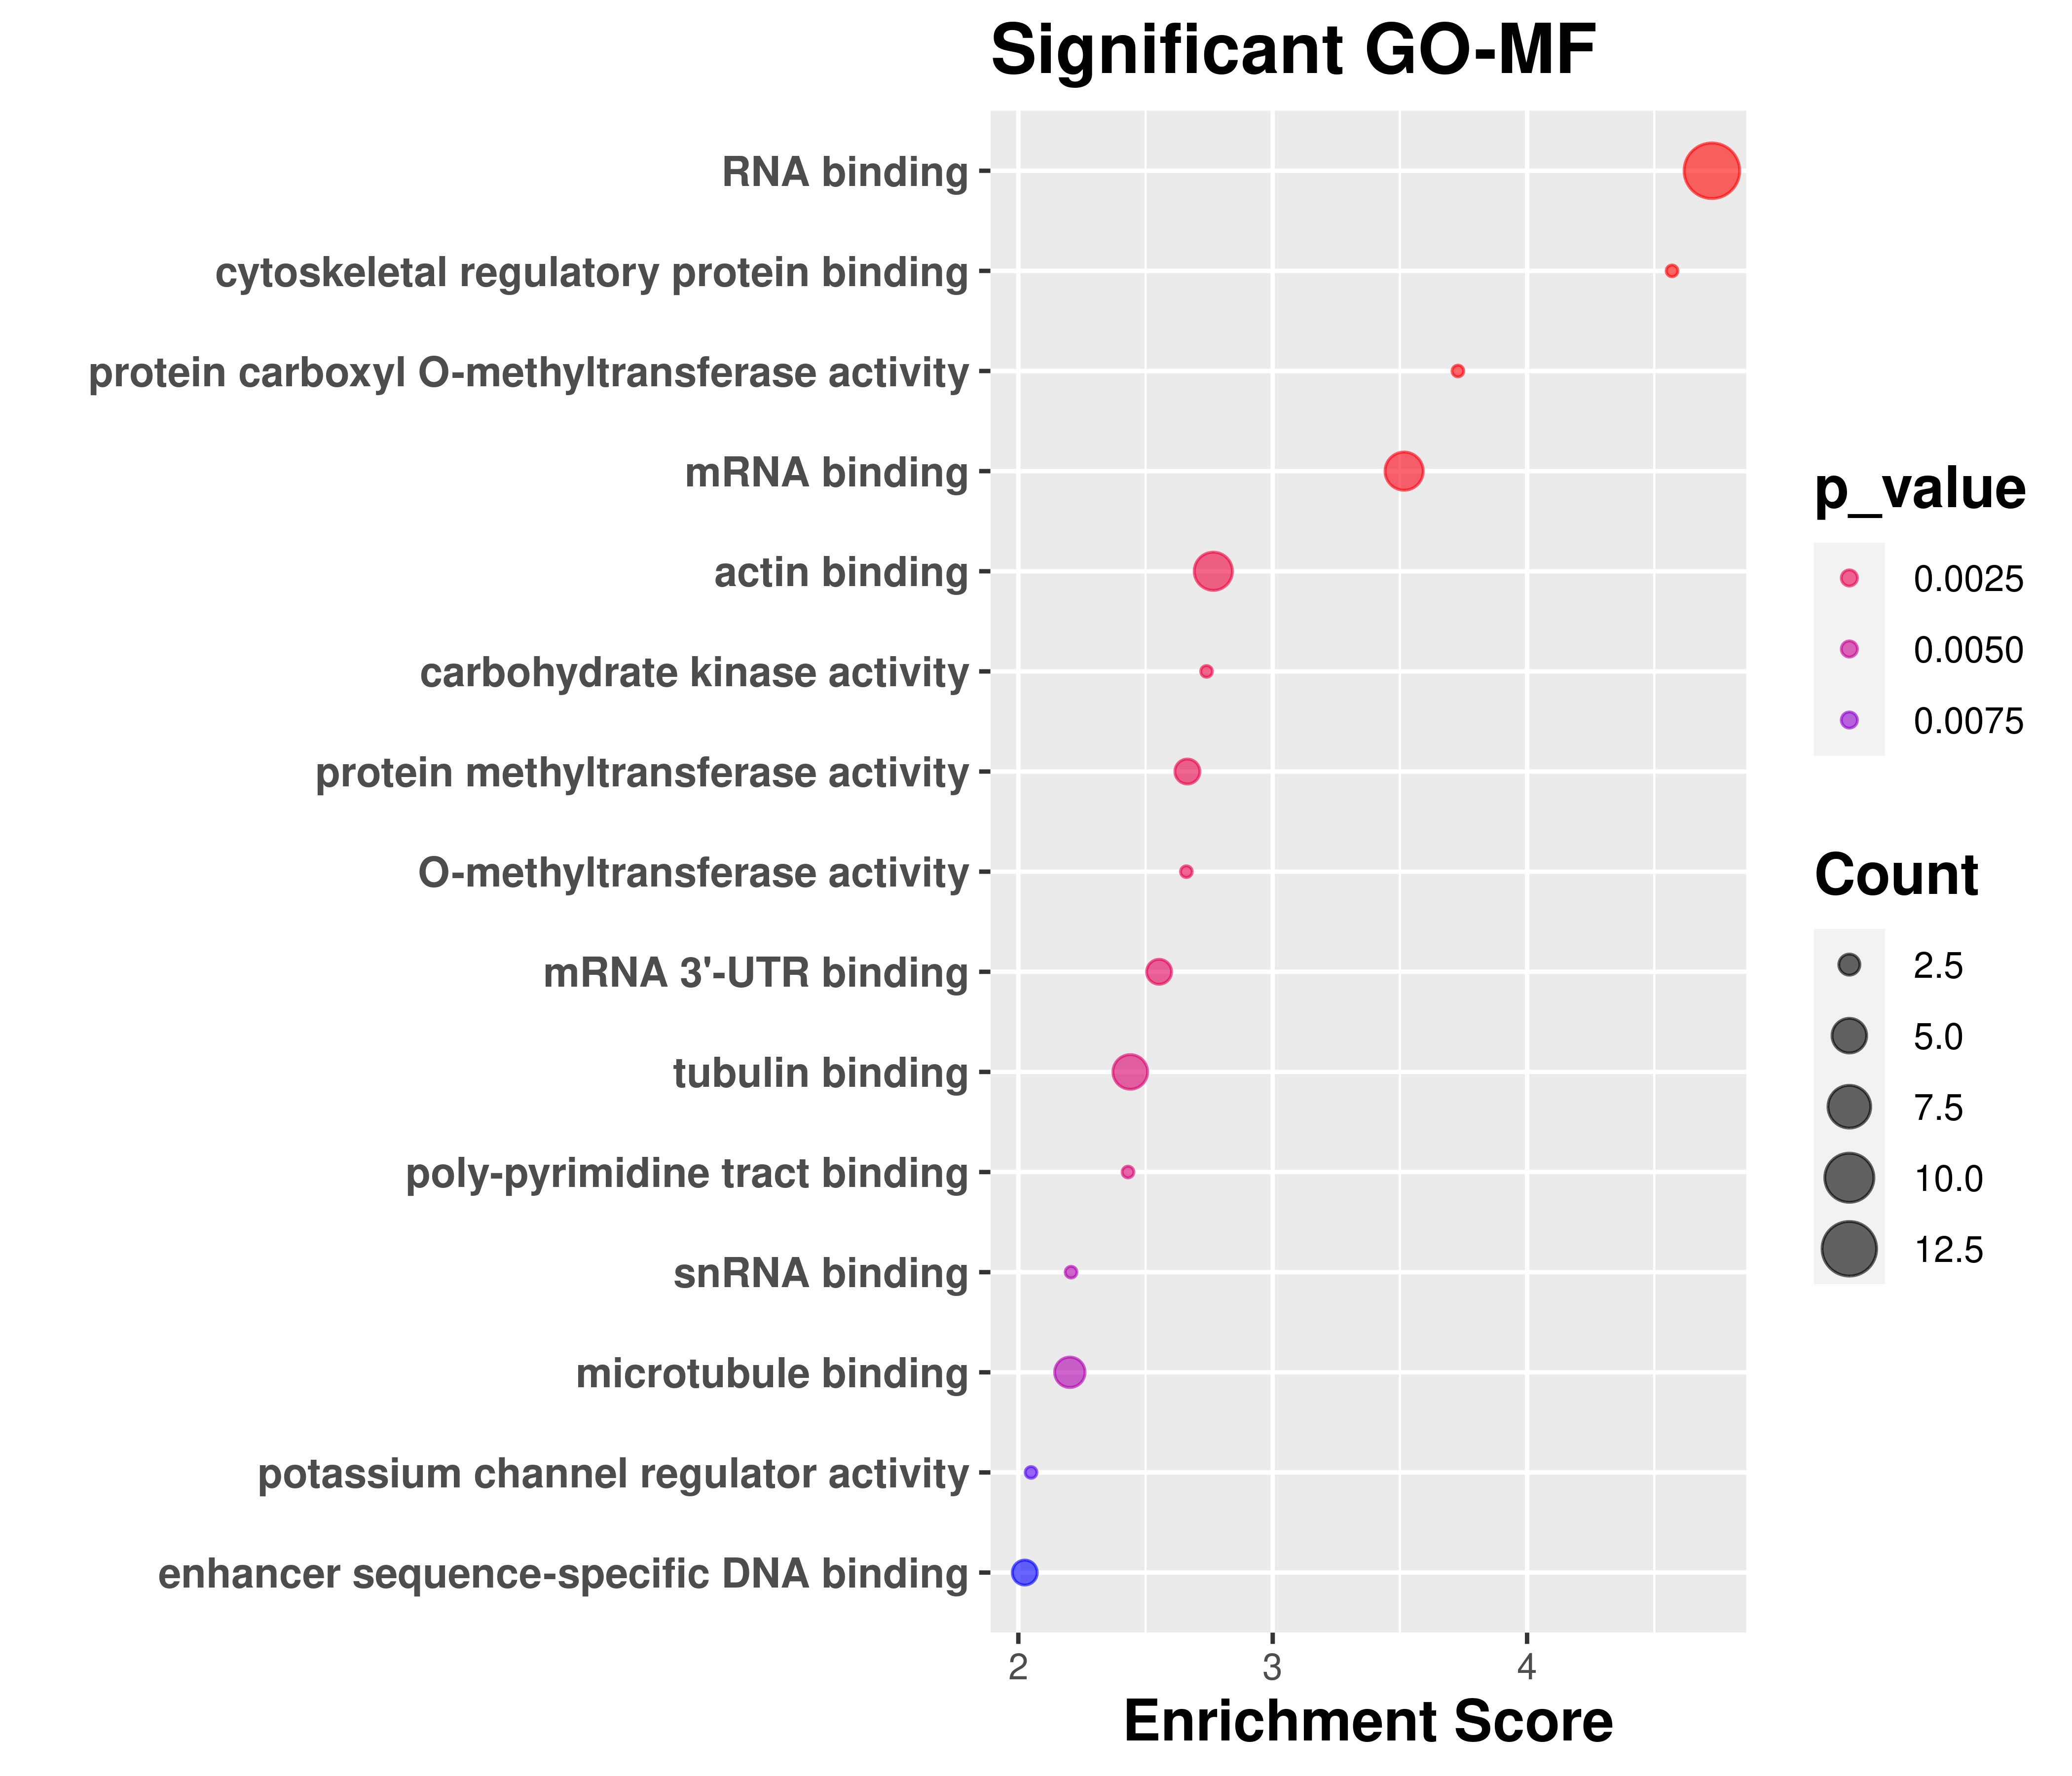 Significant GO-MF
RNA binding
cytoskeletal regulatory protein binding
protein carboxyl O-methyltransferase activity
mRNA binding
actin binding
carbohydrate kinase activity
protein methyltransferase activity
O-methyltransferase activity
mRNA 3'-UTR binding
tubulin binding
poly-pyrimidine tract binding
snRNA binding
microtubule binding
potassium channel regulator activity
enhancer sequence-specific DNA binding
2 3 4
Enrichment Score
p_value
0.0025
0.0050
0.0075
Count
2.5
5.0
7.5
10.0
12.5